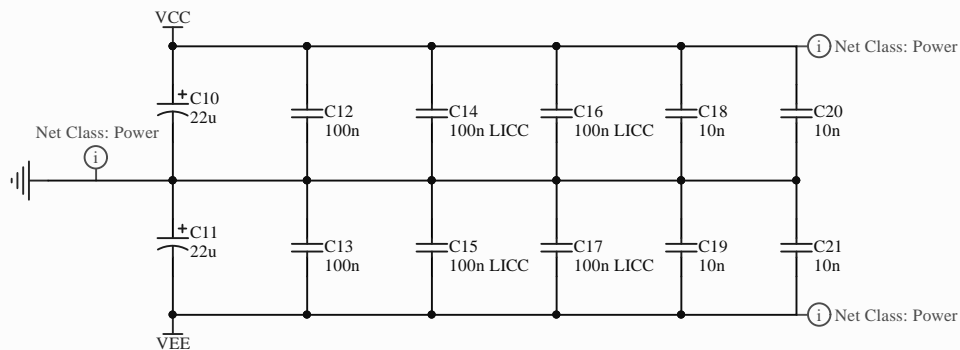 VCC
i Net Class: Power
+ C10
22u
C12
100n
C14
100n LICC
C16
100n LICC
C18
10n
C20
10n
Net Class: Power
i
+ C11
22u
C13
100n
C15
100n LICC
C17
100n LICC
C19
10n
C21
10n
i Net Class: Power
VEE